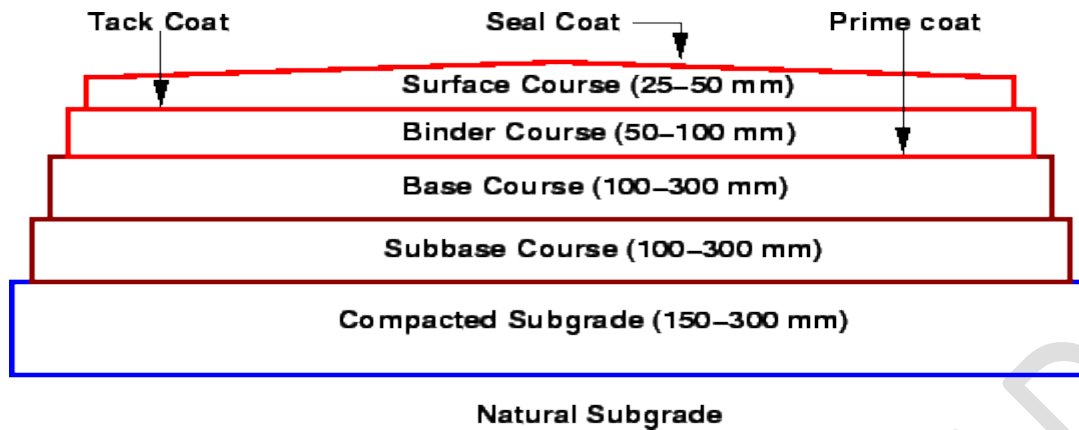 Tack Coat Seal Coat Prime coat
Surface Course (25–50 mm)
Binder Course (50–100 mm)
Base Course (100–300 mm)
Subbase Course (100–300 mm)
Compacted Subgrade (150–300 mm)
Natural Subgrade